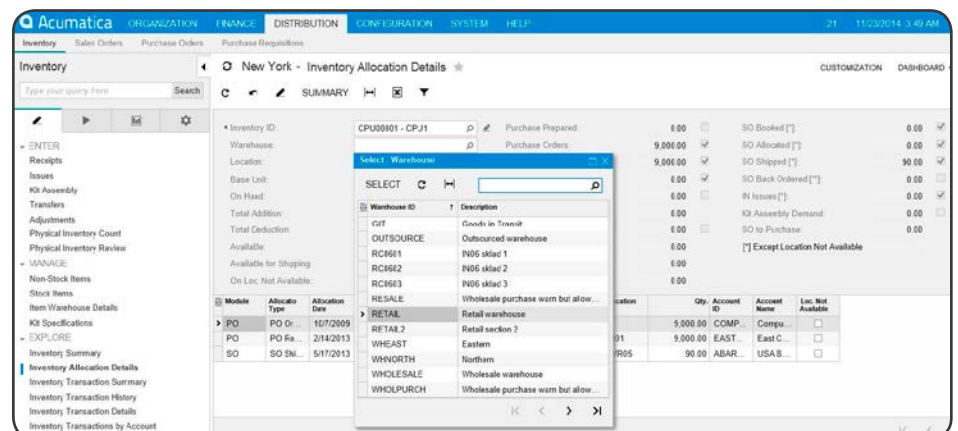 Acumatica ORGANIZATION FINANCE DISTRIBUTION CONFIGURATION SYSTEM HELP 21 11/23/2014 3:49 AM
Inventory Sales Orders Purchase Orders Purchase Requisitions
Inventory New York - Inventory Allocation Details CUSTOMIZATION DASHBOARD
Type your query here Search SUMMARY
* Inventory ID: CPU00001 - CPJ1 Purchase Prepared 0.00 SO Booked [*]: 0.00
ENTER Warehouse: Purchase Orders: 9,000.00 SO Allocated [*]: 0.00
Receipts Location: 9,000.00 SO Shipped [*]: 90.00
Issues Base Unit: 0.00 SO Back Ordered [**]: 0.00
Kit Assembly On Hand: 0.00 IN Issues [*]: 0.00
Transfers Total Addition: 0.00 Kit Assembly Demand: 0.00
Adjustments Total Deduction: 0.00 SO to Purchase: 0.00
Physical Inventory Count Available: 0.00 [*] Except Location Not Available
Physical Inventory Review Available for Shipping: 0.00
MANAGE On Loc. Not Available: 0.00
Non-Stock Items
Stock Items
Item Warehouse Details
Kit Specifications
EXPLORE
Inventory Summary
Inventory Allocation Details
Inventory Transaction Summary
Inventory Transaction History
Inventory Transaction Details
Inventory Transactions by Account
Module Allocatio Type Allocation Date Qty. Account ID Account Name Loc. Not Available
PO PO Or... 10/7/2009 9,000.00 COMP... Compu...
PO PO Re... 2/14/2013 01 9,000.00 EAST... East C...
SO SO Shi... 5/17/2013 R05 90.00 ABAR... USA B...
Select - Warehouse
SELECT
Warehouse ID Description
GIT Goods in Transit
OUTSOURCE Outsourced warehouse
RC0601 IN06 sklad 1
RC0602 IN06 sklad 2
RC0603 IN06 sklad 3
RESALE Wholesale purchase warn but allow...
RETAIL Retail warehouse
RETAIL2 Retail section 2
WHEAST Eastern
WHNORTH Northern
WHOLESALE Wholesale warehouse
WHOLPURCH Wholesale purchase warn but allow...